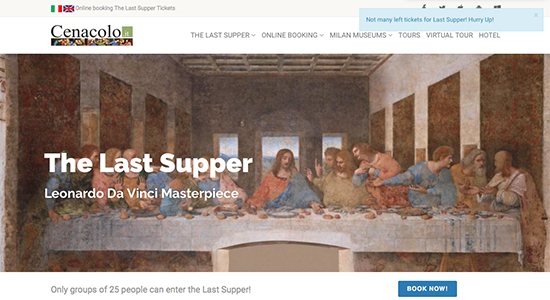 Online booking The Last Supper Tickets
Not many left tickets for Last Supper! Hurry Up!
×
Cenacolo.it
THE LAST SUPPER ONLINE BOOKING MILAN MUSEUMS TOURS VIRTUAL TOUR HOTEL
The Last Supper
Leonardo Da Vinci Masterpiece
Only groups of 25 people can enter the Last Supper!
BOOK NOW!